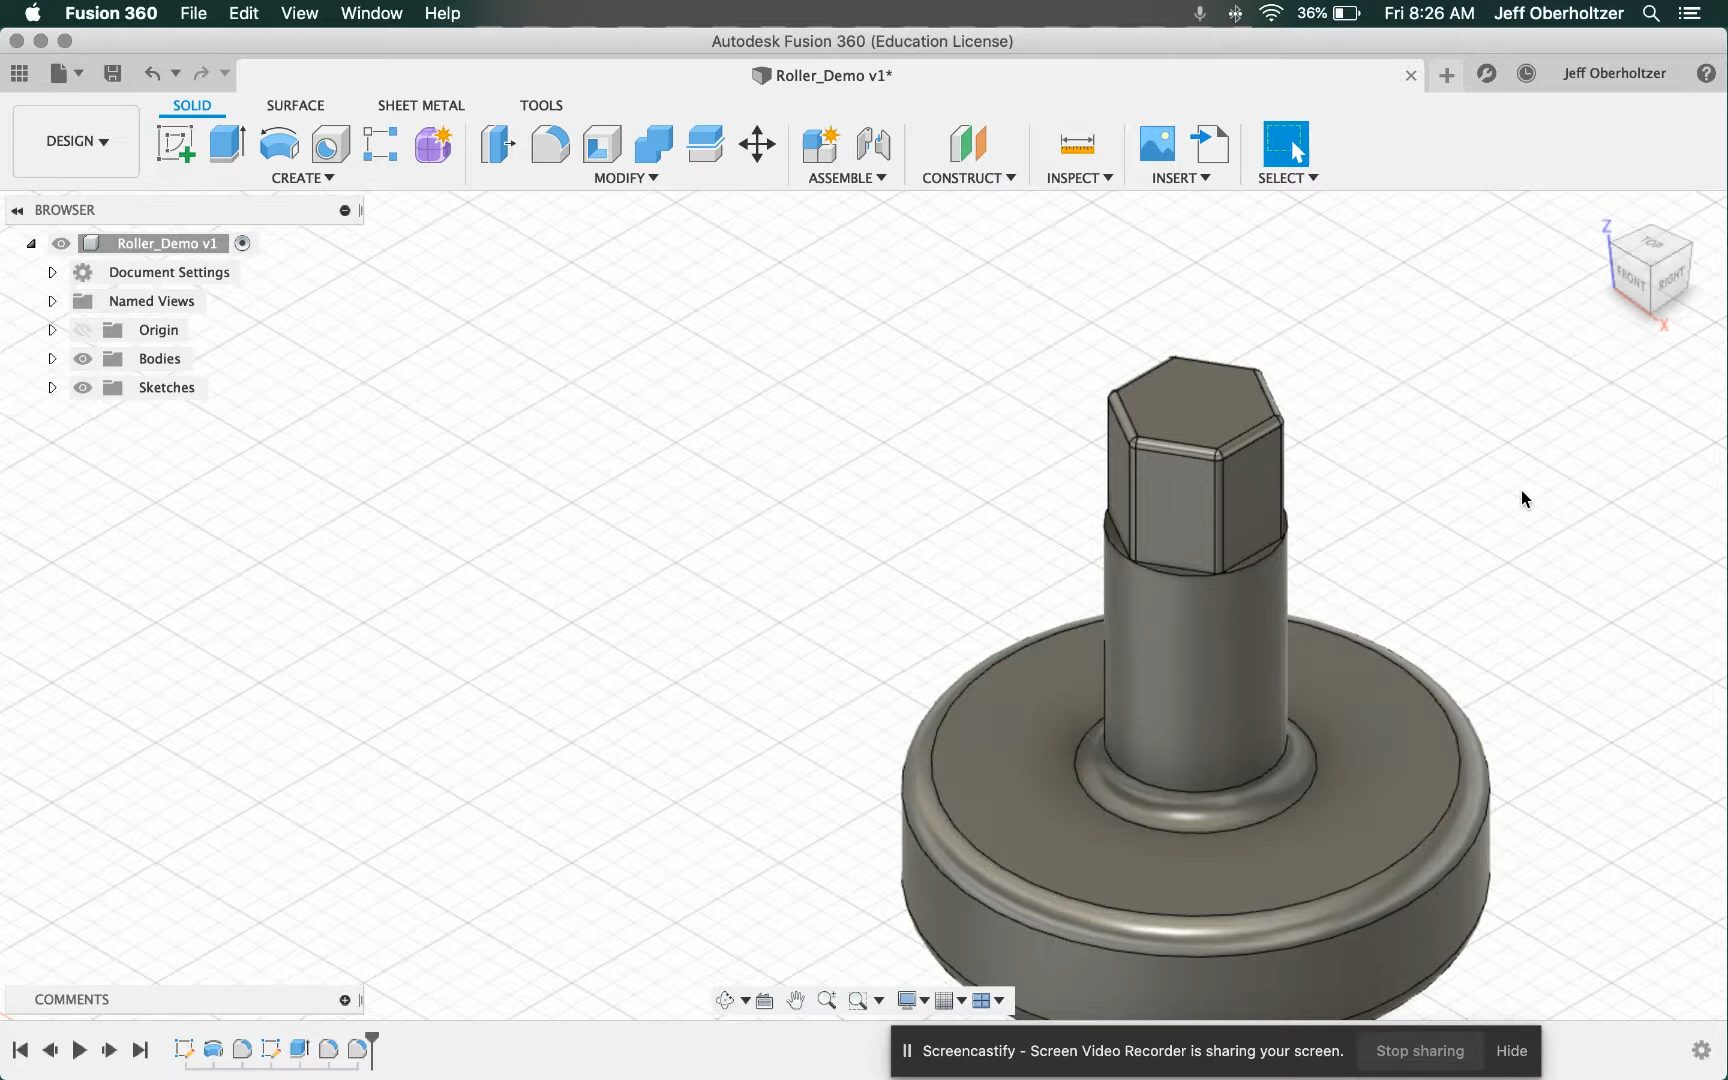 Fusion 360 File Edit View Window Help 36% Fri 8:26 AM Jeff Oberholtzer
Autodesk Fusion 360 (Education License)
Roller_Demo v1* Jeff Oberholtzer
SOLID SURFACE SHEET METAL TOOLS
DESIGN
CREATE MODIFY ASSEMBLE CONSTRUCT INSPECT INSERT SELECT
BROWSER
Roller_Demo v1
Document Settings
Named Views
Origin
Bodies
Sketches
Z
TOP
FRONT RIGHT
X
COMMENTS
Screencastify - Screen Video Recorder is sharing your screen. Stop sharing Hide